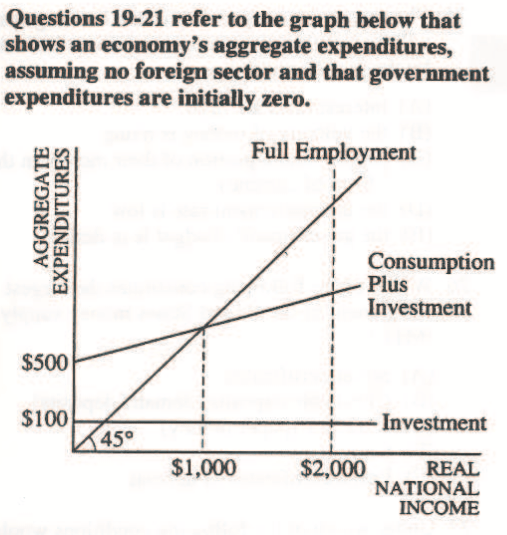 Questions 19-21 refer to the graph below that
shows an economy's aggregate expenditures,
assuming no foreign sector and that government
expenditures are initially zero.
Full Employment
AGGREGATE
EXPENDITURES
Consumption
Plus
Investment
$500
$100
Investment
45°
$1,000
$2,000
REAL
NATIONAL
INCOME